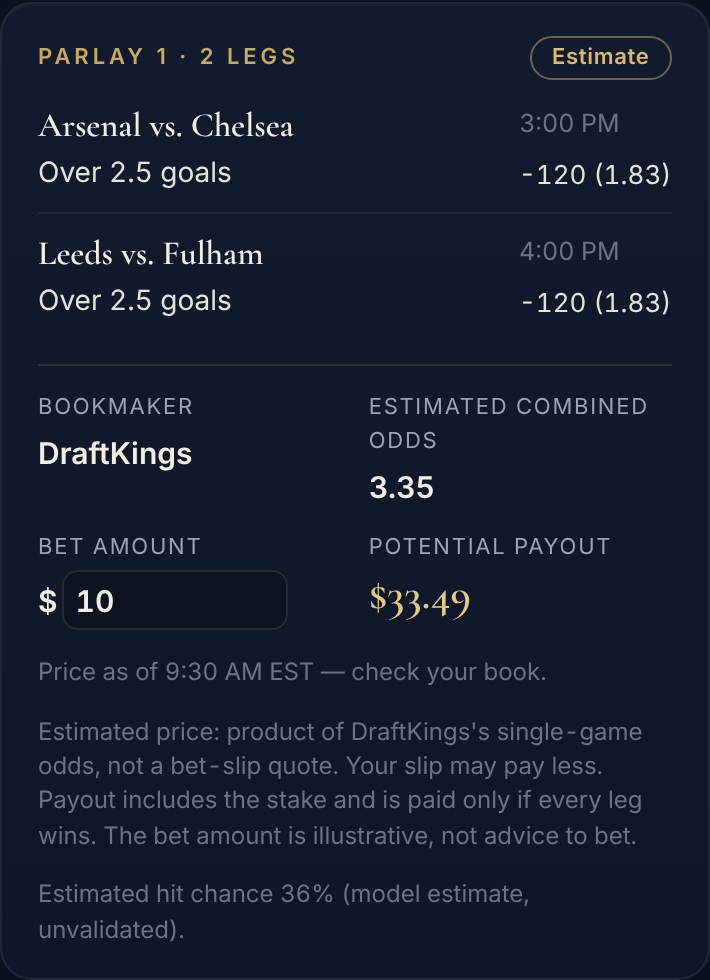 PARLAY 1 · 2 LEGS
Estimate
Arsenal vs. Chelsea
3:00 PM
Over 2.5 goals
-120 (1.83)
Leeds vs. Fulham
4:00 PM
Over 2.5 goals
-120 (1.83)
BOOKMAKER
DraftKings
ESTIMATED COMBINED
ODDS
3.35
BET AMOUNT
$ 10
POTENTIAL PAYOUT
$33.49
Price as of 9:30 AM EST — check your book.
Estimated price: product of DraftKings's single-game
odds, not a bet-slip quote. Your slip may pay less.
Payout includes the stake and is paid only if every leg
wins. The bet amount is illustrative, not advice to bet.
Estimated hit chance 36% (model estimate,
unvalidated).